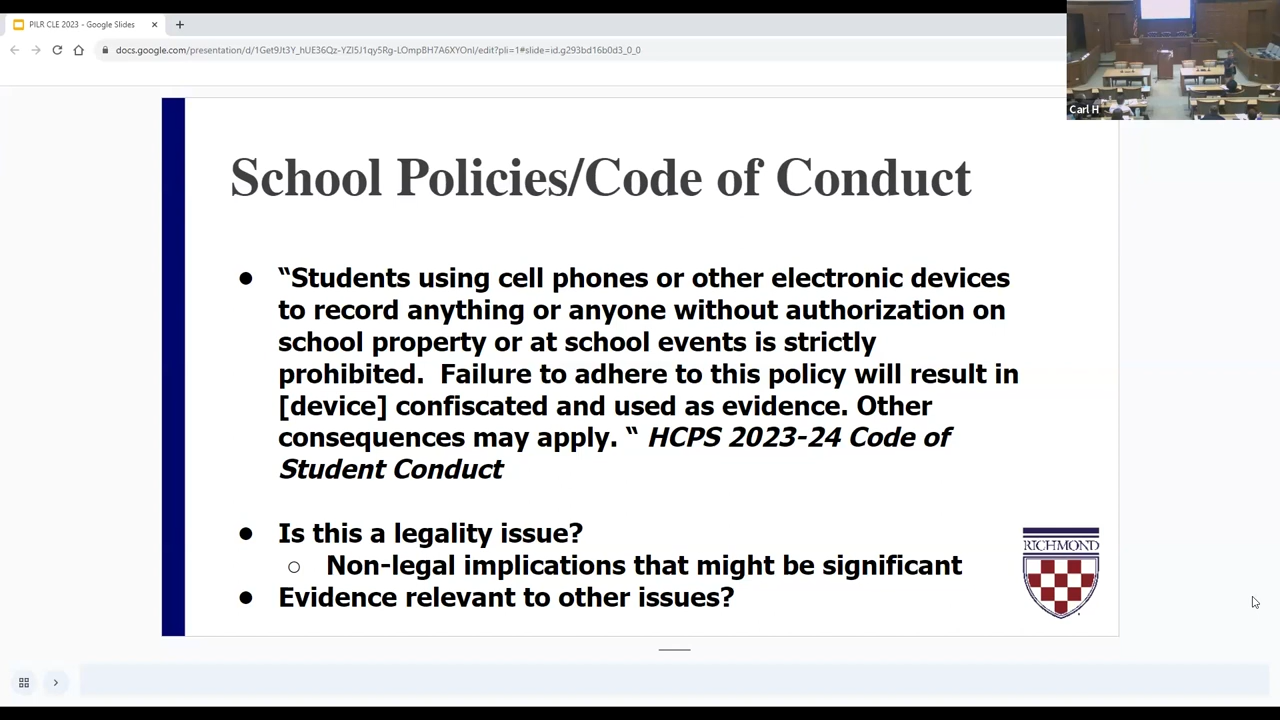 PILR CLE 2023 - Google Slides
docs.google.com/presentation/d/1Get9Jt3Y_hUE36Qz-YZl5J1qy5Rg-LOmpBH7A6XYOnI/edit?pli=1#slide=id.g293bd16b0d3_0_0
Carl H
School Policies/Code of Conduct
● “Students using cell phones or other electronic devices
to record anything or anyone without authorization on
school property or at school events is strictly
prohibited.  Failure to adhere to this policy will result in
[device] confiscated and used as evidence. Other
consequences may apply. “ HCPS 2023-24 Code of
Student Conduct
● Is this a legality issue?
○ Non-legal implications that might be significant
● Evidence relevant to other issues?
RICHMOND